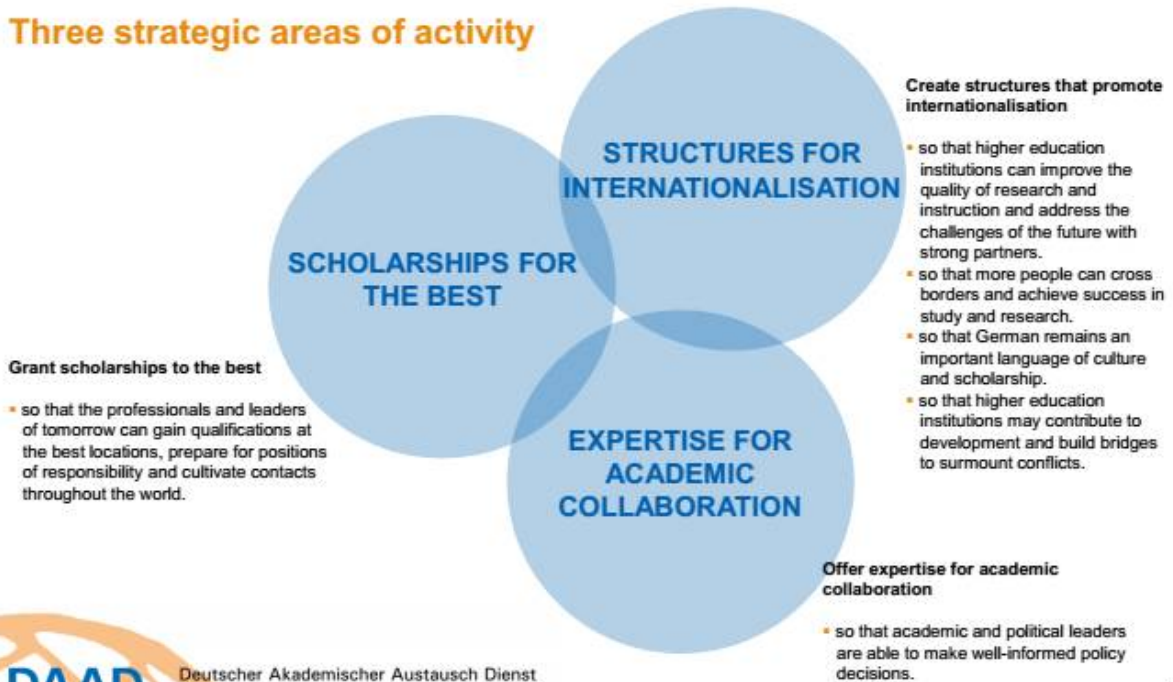 Three strategic areas of activity
STRUCTURES FOR
INTERNATIONALISATION
SCHOLARSHIPS FOR
THE BEST
EXPERTISE FOR
ACADEMIC
COLLABORATION
Create structures that promote
internationalisation
▪ so that higher education
institutions can improve the
quality of research and
instruction and address the
challenges of the future with
strong partners.
▪ so that more people can cross
borders and achieve success in
study and research.
▪ so that German remains an
important language of culture
and scholarship.
▪ so that higher education
institutions may contribute to
development and build bridges
to surmount conflicts.
Grant scholarships to the best
▪ so that the professionals and leaders
of tomorrow can gain qualifications at
the best locations, prepare for positions
of responsibility and cultivate contacts
throughout the world.
Offer expertise for academic
collaboration
▪ so that academic and political leaders
are able to make well-informed policy
decisions.
DAAD
Deutscher Akademischer Austausch Dienst